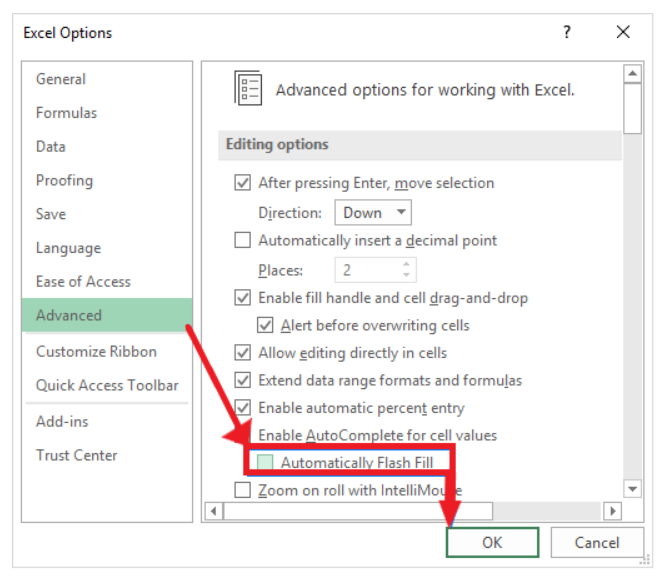 Excel Options ?
General
Formulas
Data
Proofing
Save
Language
Ease of Access
Advanced
Customize Ribbon
Quick Access Toolbar
Add-ins
Trust Center
Advanced options for working with Excel.
Editing options
After pressing Enter, move selection
Direction: Down
Automatically insert a decimal point
Places: 2
Enable fill handle and cell drag-and-drop
Alert before overwriting cells
Allow editing directly in cells
Extend data range formats and formulas
Enable automatic percent entry
Enable AutoComplete for cell values
Automatically Flash Fill
Zoom on roll with IntelliMouse
OK Cancel